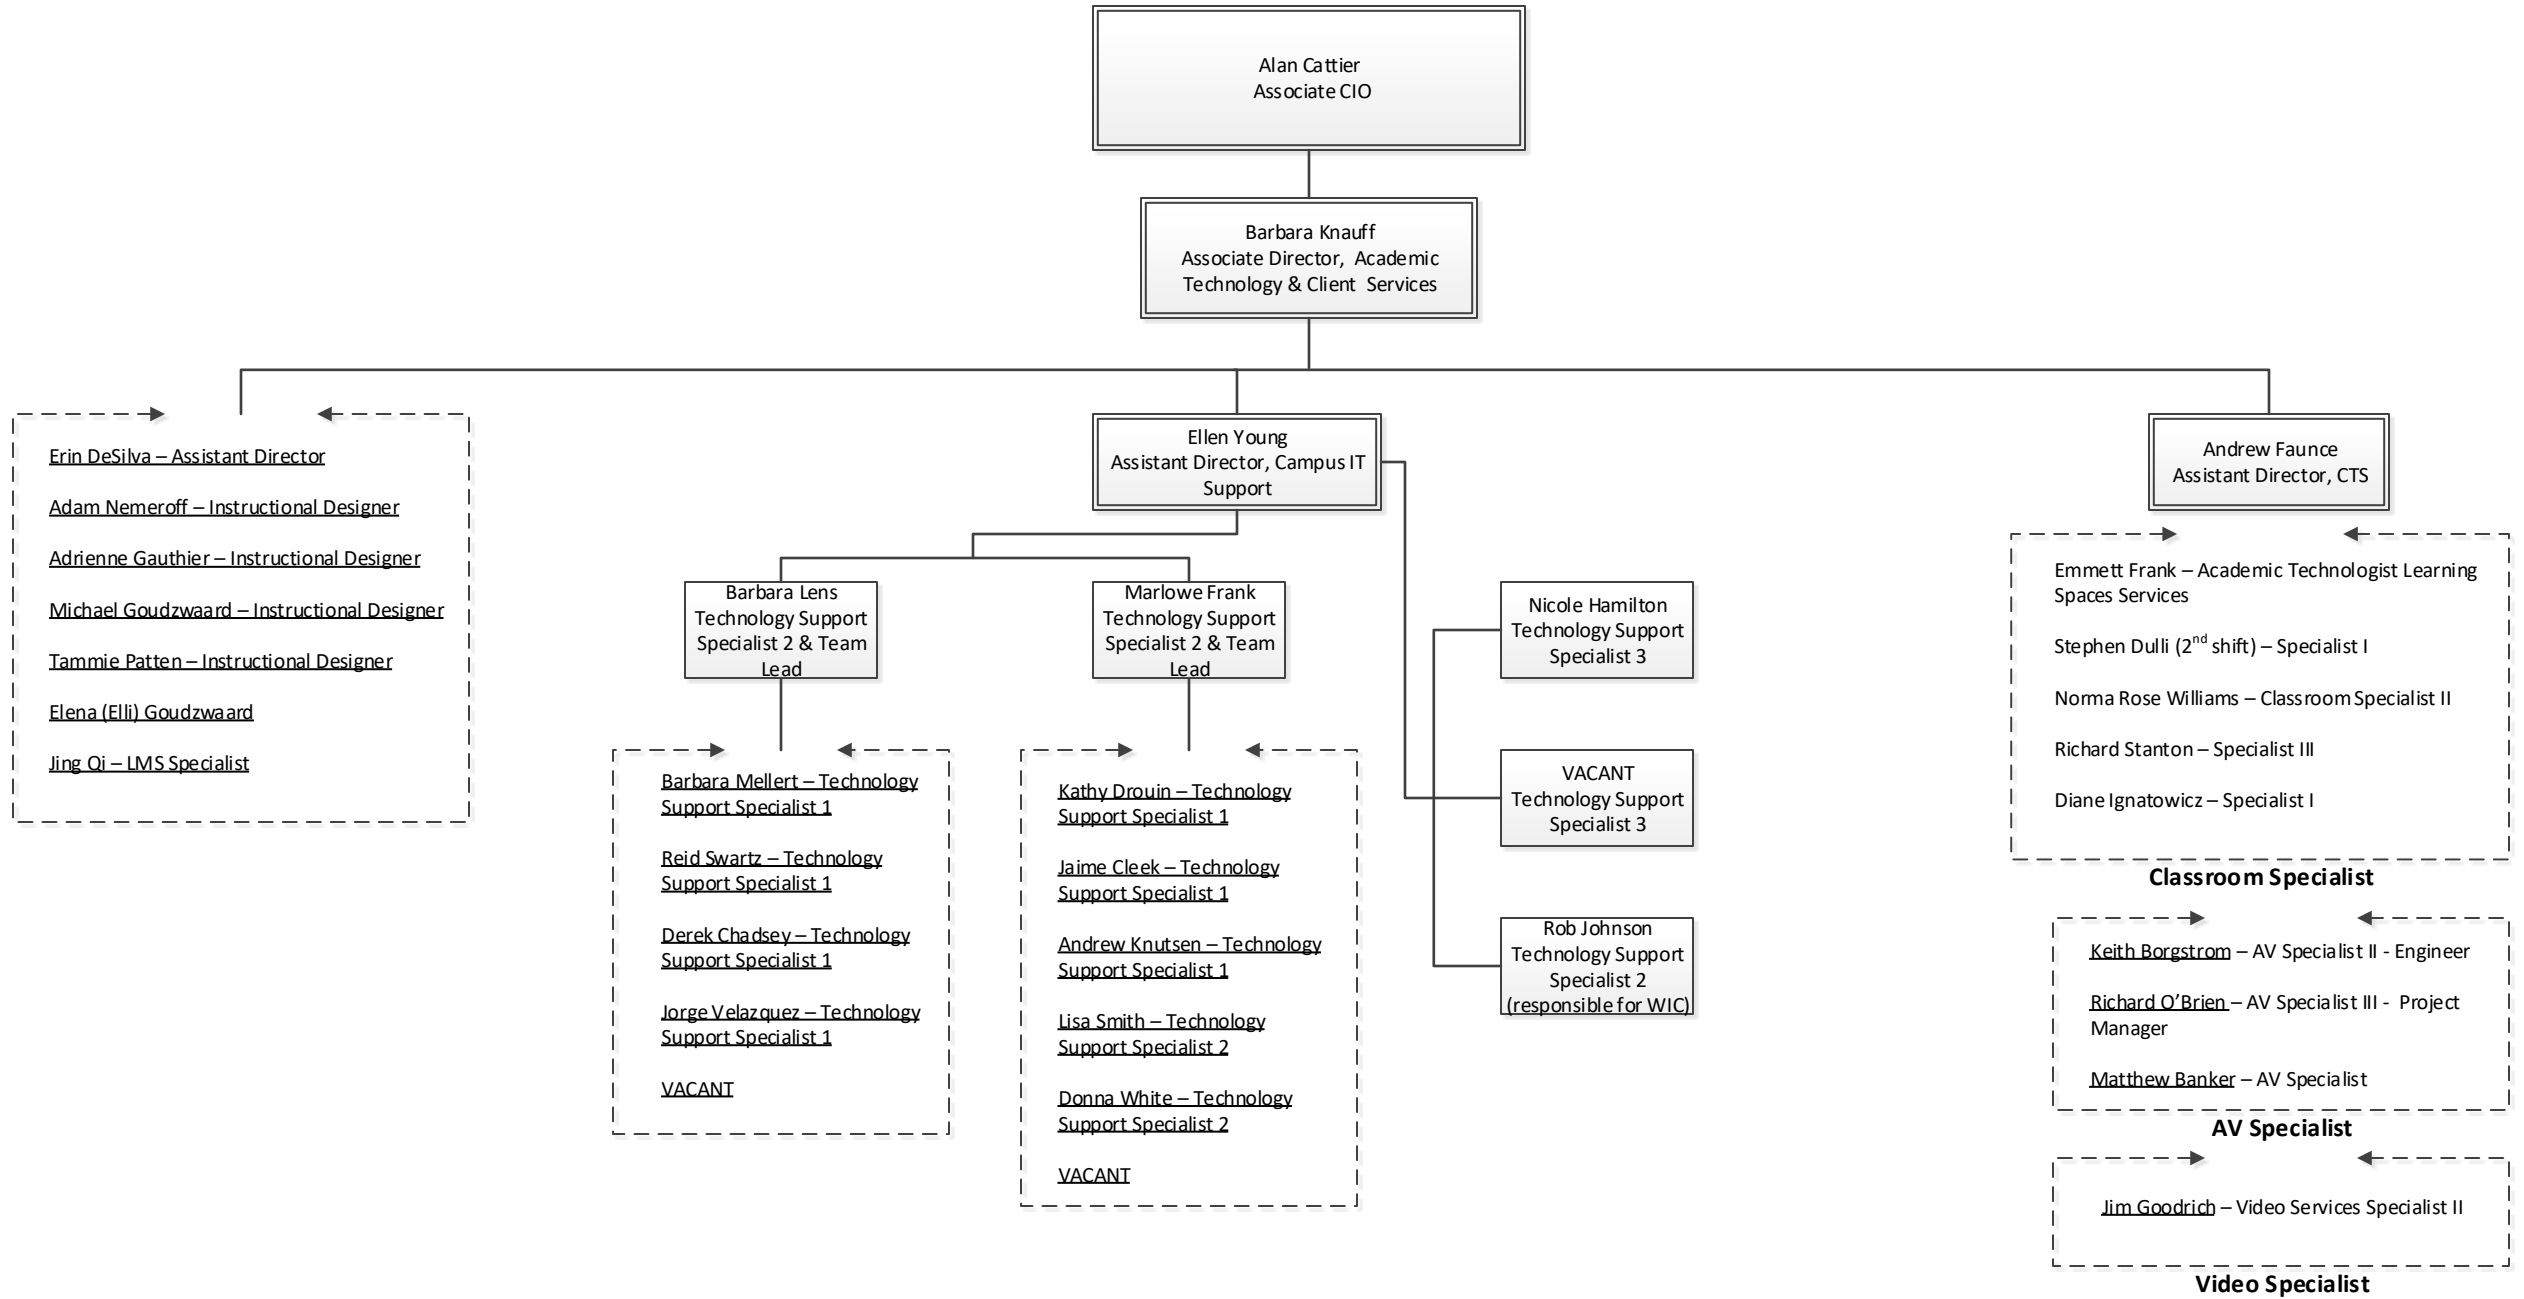 Alan Cattier
Associate CIO
Barbara Knauff
Associate Director, Academic
Technology & Client Services
Erin DeSilva – Assistant Director
Adam Nemeroff – Instructional Designer
Adrienne Gauthier – Instructional Designer
Michael Goudzwaard – Instructional Designer
Tammie Patten – Instructional Designer
Elena (Elli) Goudzwaard
Jing Qi – LMS Specialist
Ellen Young
Assistant Director, Campus IT
Support
Barbara Lens
Technology Support
Specialist 2 & Team
Lead
Barbara Mellert – Technology
Support Specialist 1
Reid Swartz – Technology
Support Specialist 1
Derek Chadsey – Technology
Support Specialist 1
Jorge Velazquez – Technology
Support Specialist 1
VACANT
Marlowe Frank
Technology Support
Specialist 2 & Team
Lead
Kathy Drouin – Technology
Support Specialist 1
Jaime Cleek – Technology
Support Specialist 1
Andrew Knutsen – Technology
Support Specialist 1
Lisa Smith – Technology
Support Specialist 2
Donna White – Technology
Support Specialist 2
VACANT
Nicole Hamilton
Technology Support
Specialist 3
VACANT
Technology Support
Specialist 3
Rob Johnson
Technology Support
Specialist 2
(responsible for WIC)
Andrew Faunce
Assistant Director, CTS
Emmett Frank – Academic Technologist Learning
Spaces Services
Stephen Dulli (2nd shift) – Specialist I
Norma Rose Williams – Classroom Specialist II
Richard Stanton – Specialist III
Diane Ignatowicz – Specialist I
Classroom Specialist
Keith Borgstrom – AV Specialist II - Engineer
Richard O’Brien – AV Specialist III - Project
Manager
Matthew Banker – AV Specialist
AV Specialist
Jim Goodrich – Video Services Specialist II
Video Specialist